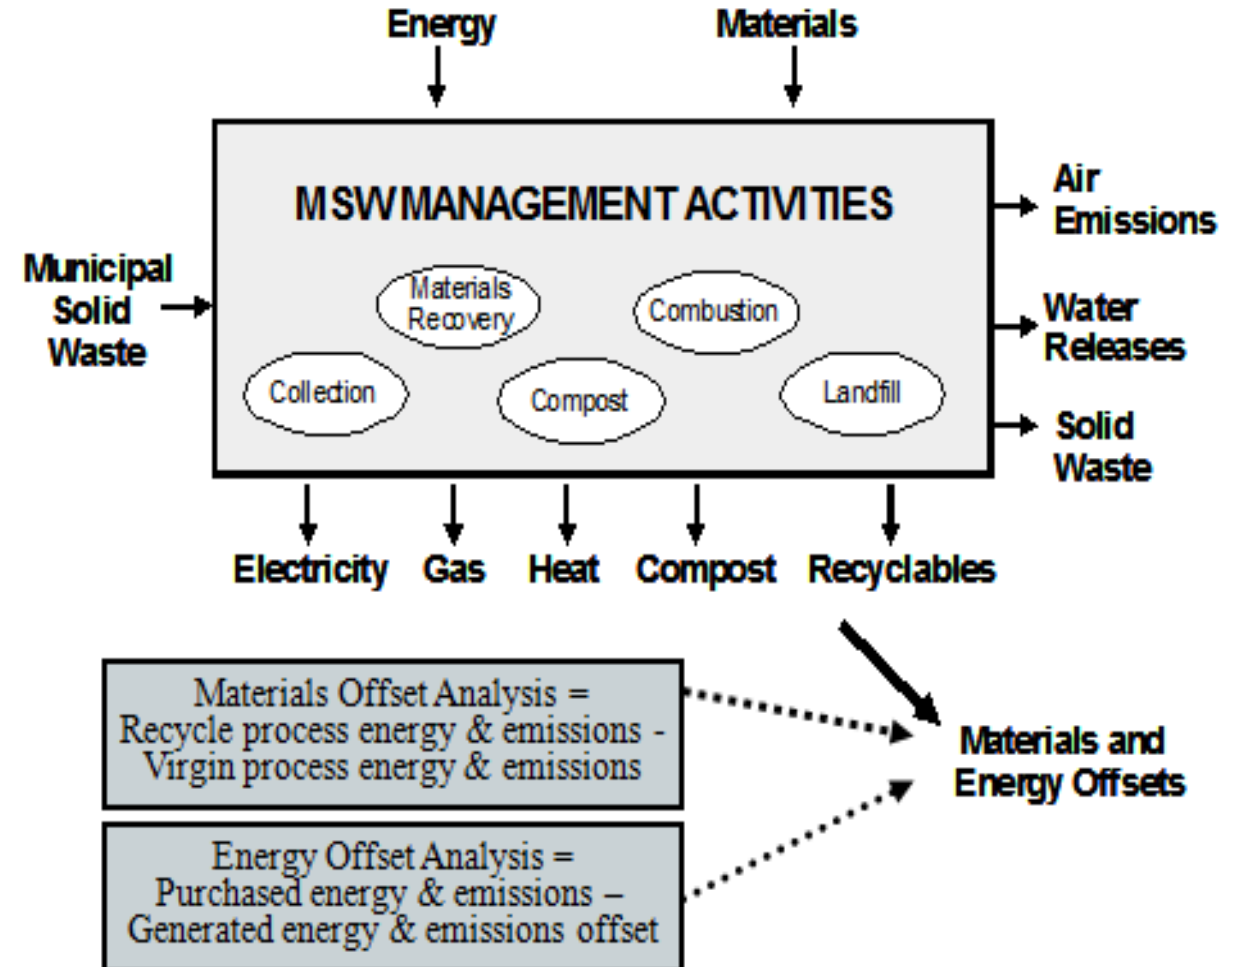 Energy
Materials
MSW MANAGEMENT ACTIVITIES
Municipal
Solid
Waste
Materials
Recovery
Combustion
Collection
Compost
Landfill
Air
Emissions
Water
Releases
Solid
Waste
Electricity
Gas
Heat
Compost
Recyclables
Materials Offset Analysis =
Recycle process energy & emissions -
Virgin process energy & emissions
Energy Offset Analysis =
Purchased energy & emissions –
Generated energy & emissions offset
Materials and
Energy Offsets